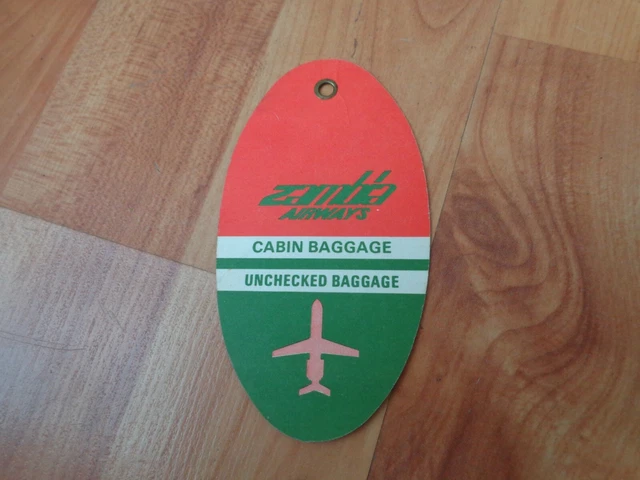 zambia
AIRWAYS
CABIN BAGGAGE
UNCHECKED BAGGAGE